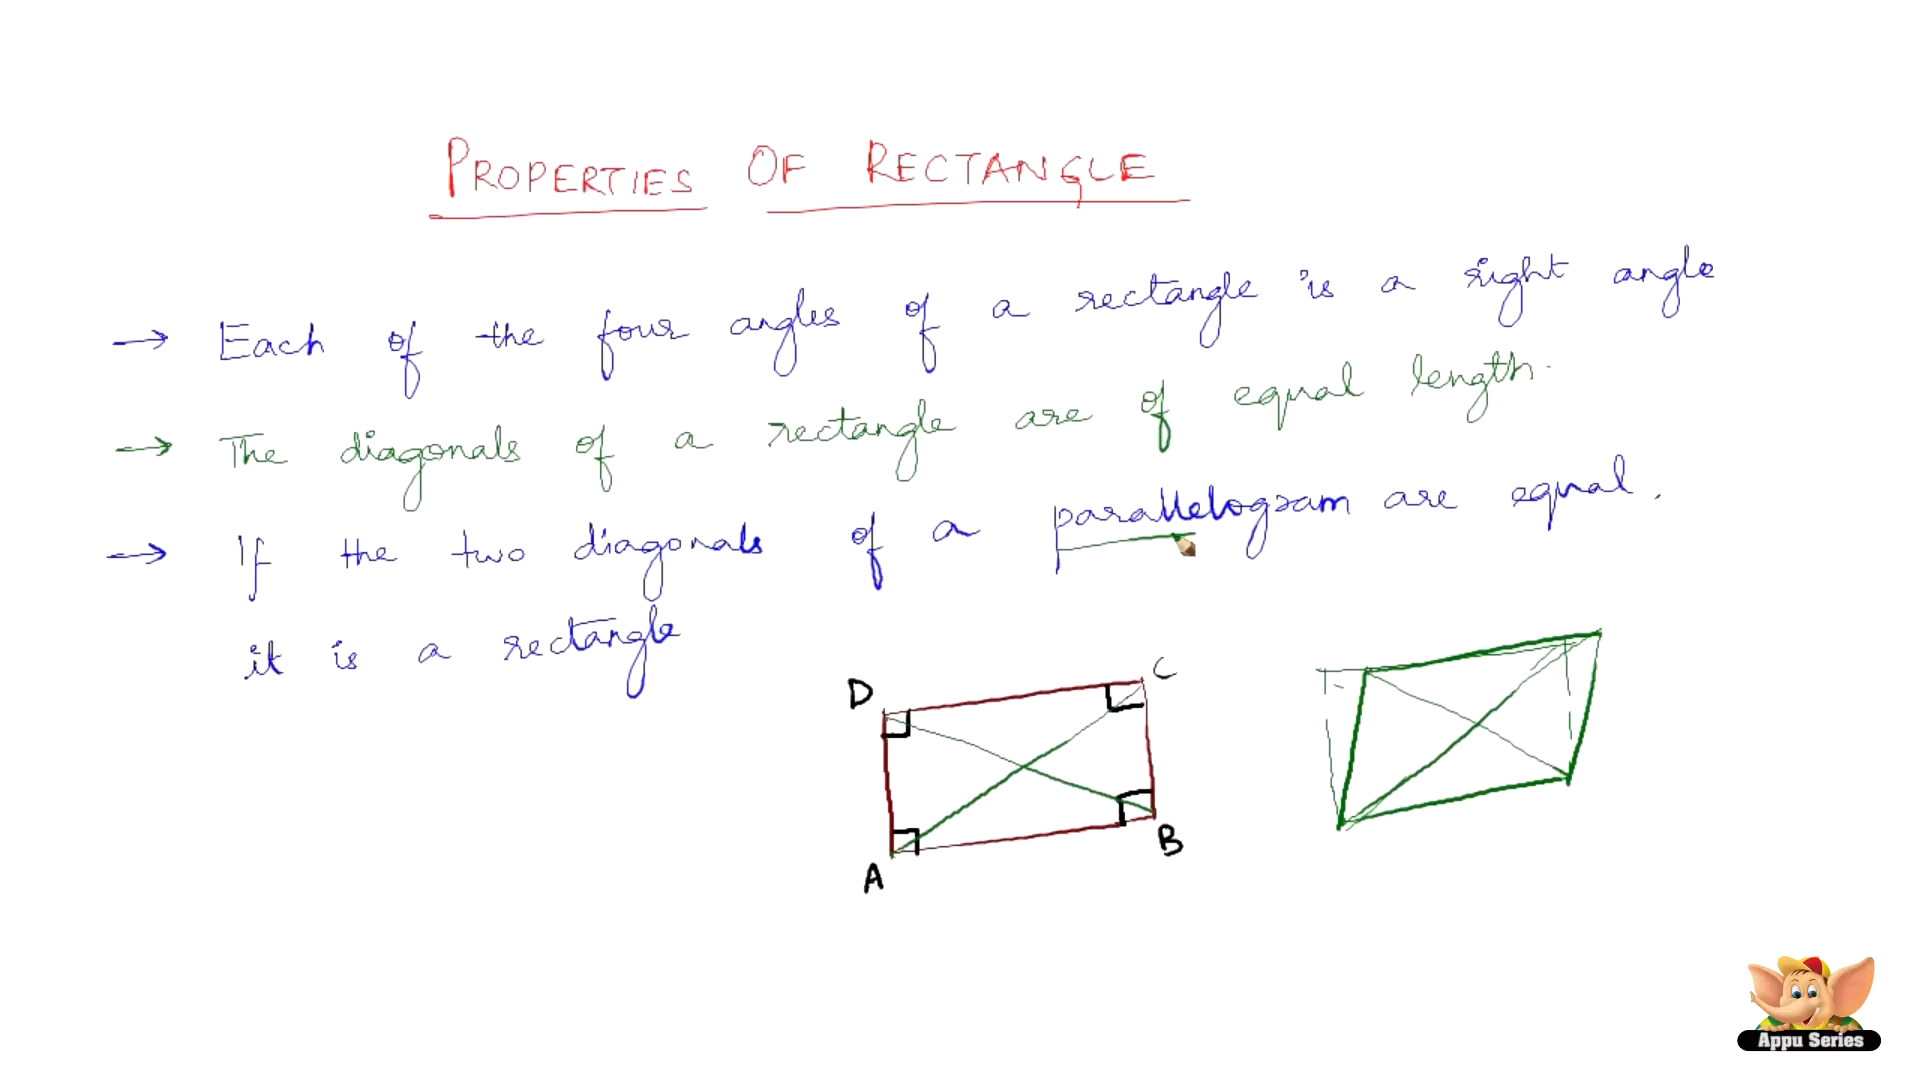 PROPERTIES OF RECTANGLE
→ Each of the four angles of a rectangle is a right angle
→ The diagonals of a rectangle are of equal length.
→ If the two diagonals of a parallelogram are equal.
it is a rectangle
D C
A B
Appu Series